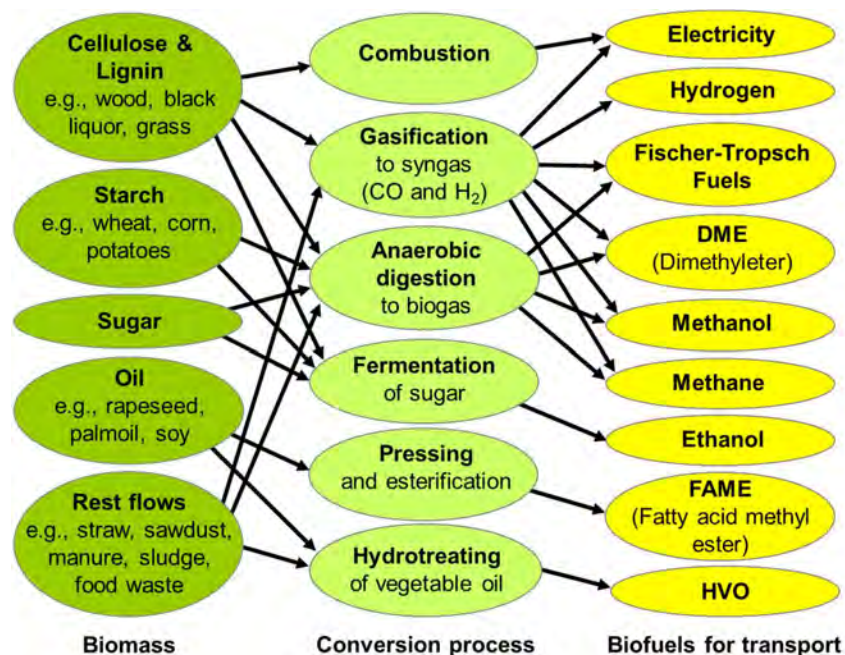 Cellulose &
Lignin
e.g., wood, black
liquor, grass
Starch
e.g., wheat, corn,
potatoes
Sugar
Oil
e.g., rapeseed,
palmoil, soy
Rest flows
e.g., straw, sawdust,
manure, sludge,
food waste
Biomass
Combustion
Gasification
to syngas
(CO and H₂)
Anaerobic
digestion
to biogas
Fermentation
of sugar
Pressing
and esterification
Hydrotreating
of vegetable oil
Conversion process
Electricity
Hydrogen
Fischer-Tropsch
Fuels
DME
(Dimethyleter)
Methanol
Methane
Ethanol
FAME
(Fatty acid methyl
ester)
HVO
Biofuels for transport